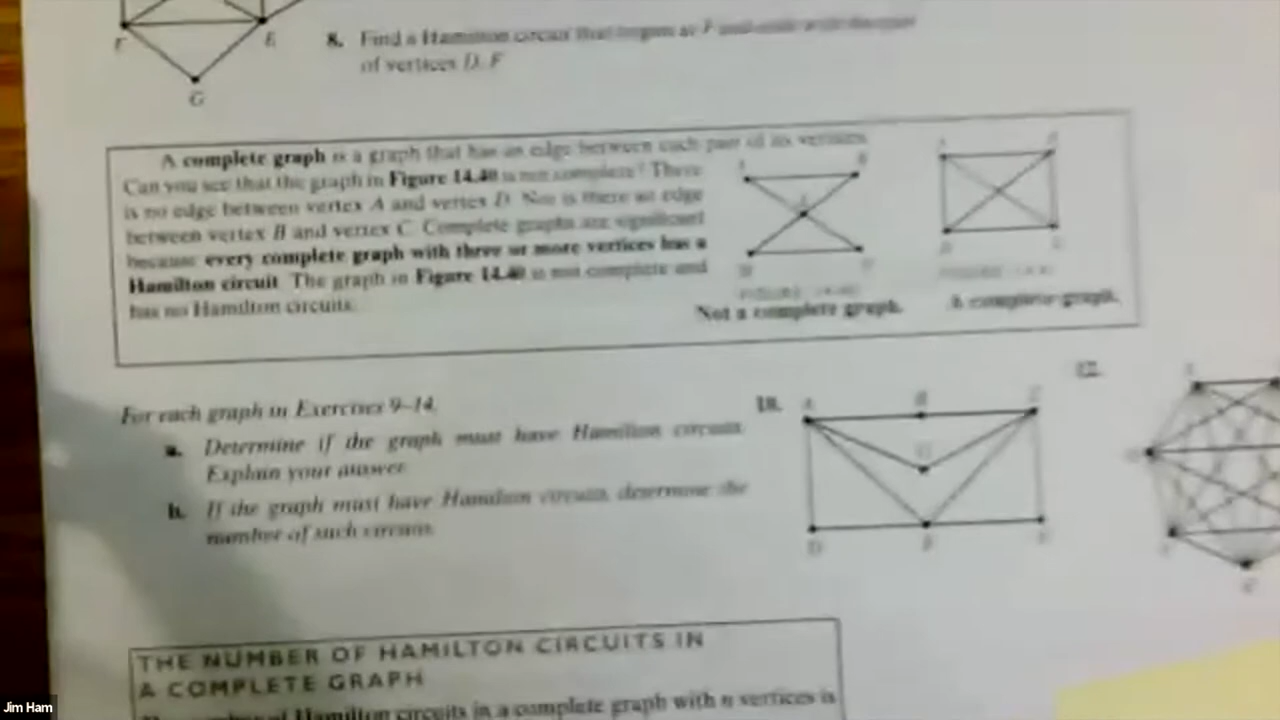 F
E
G
8. Find a Hamilton circuit that begins at F and ends with the
of vertices D, F
A complete graph is a graph that has an edge between each pair of its vertices.
Can you see that the graph in Figure 14.40 is not complete? There
is no edge between vertex A and vertex D. Nor is there an edge
between vertex B and vertex C. Complete graphs are significant
because every complete graph with three or more vertices has a
Hamilton circuit. The graph in Figure 14.40 is not complete and
has no Hamilton circuits.
Not a complete graph.
A complete graph.
For each graph in Exercises 9–14,
a. Determine if the graph must have Hamilton circuits.
Explain your answer.
b. If the graph must have Hamilton circuits, determine the
number of such circuits.
10.
A B C
G
D F E
12.
THE NUMBER OF HAMILTON CIRCUITS IN
A COMPLETE GRAPH
Hamilton circuits in a complete graph with n vertices is
Jim Ham